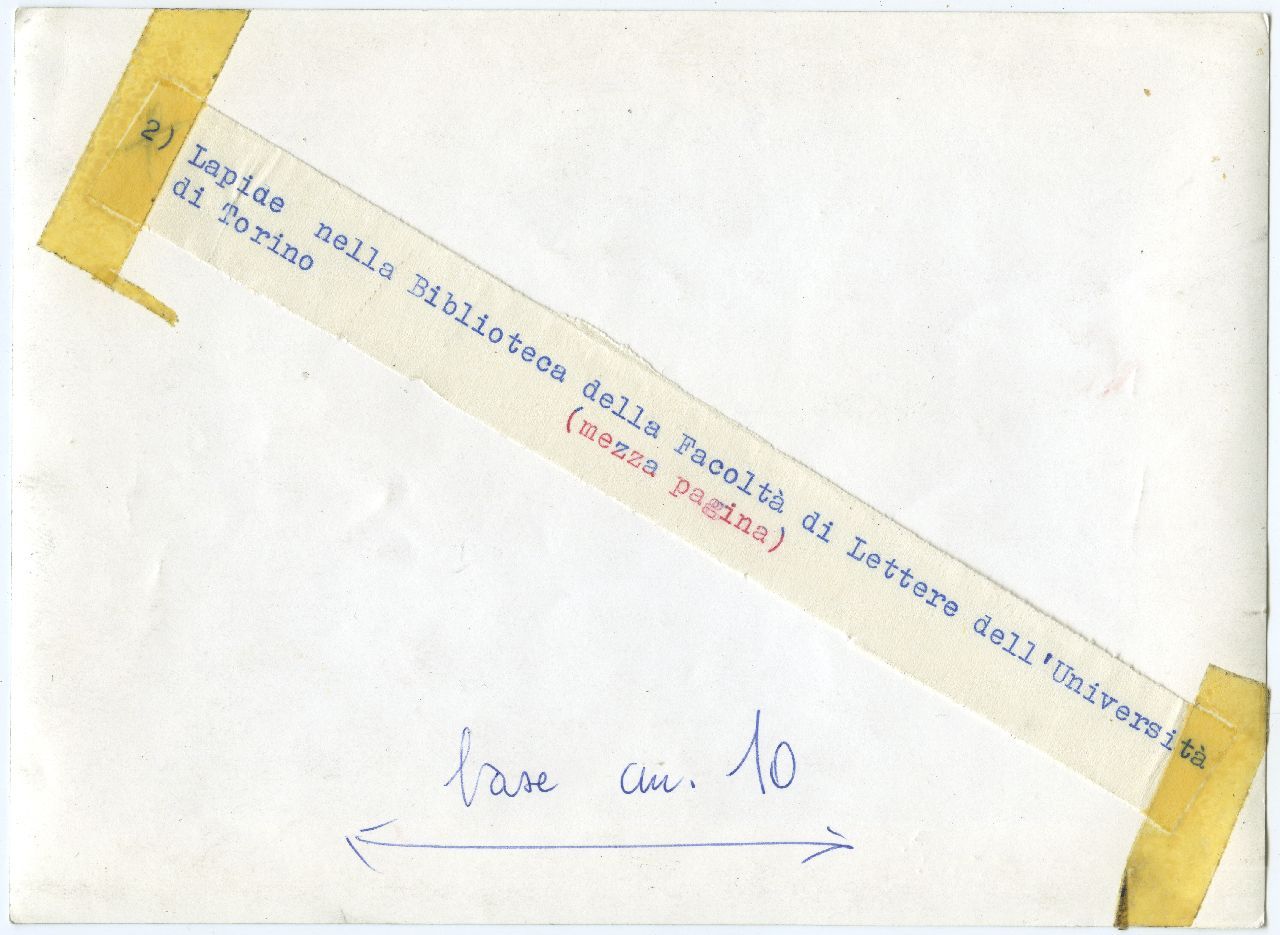 2) Lapide nella Biblioteca della Facoltà di Lettere dell'Università
di Torino
(mezza pagina)
base cm. 10